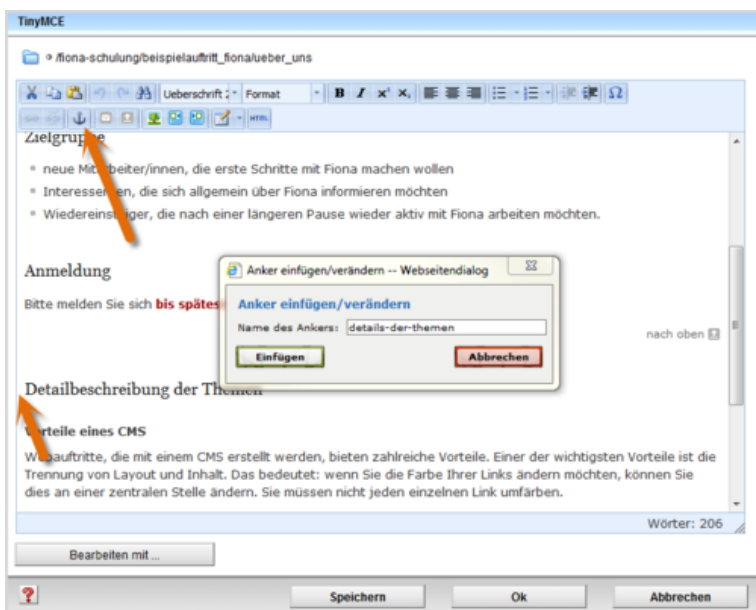 TinyMCE
/fiona-schulung/beispielauftritt_fiona/ueber_uns
Ueberschrift 2 Format B I x² x₂ Ω
HTML
Zielgruppe
neue Mitarbeiter/innen, die erste Schritte mit Fiona machen wollen
Interessenten, die sich allgemein über Fiona informieren möchten
Wiedereinsteiger, die nach einer längeren Pause wieder aktiv mit Fiona arbeiten möchten.
Anmeldung
Anker einfügen/verändern -- Webseitendialog
Bitte melden Sie sich bis spätes
Anker einfügen/verändern
Name des Ankers: details-der-themen
nach oben
Einfügen Abbrechen
Detailbeschreibung der Themen
Vorteile eines CMS
Webauftritte, die mit einem CMS erstellt werden, bieten zahlreiche Vorteile. Einer der wichtigsten Vorteile ist die
Trennung von Layout und Inhalt. Das bedeutet: wenn Sie die Farbe Ihrer Links ändern möchten, können Sie
dies an einer zentralen Stelle ändern. Sie müssen nicht jeden einzelnen Link umfärben.
Wörter: 206
Bearbeiten mit ...
? Speichern Ok Abbrechen